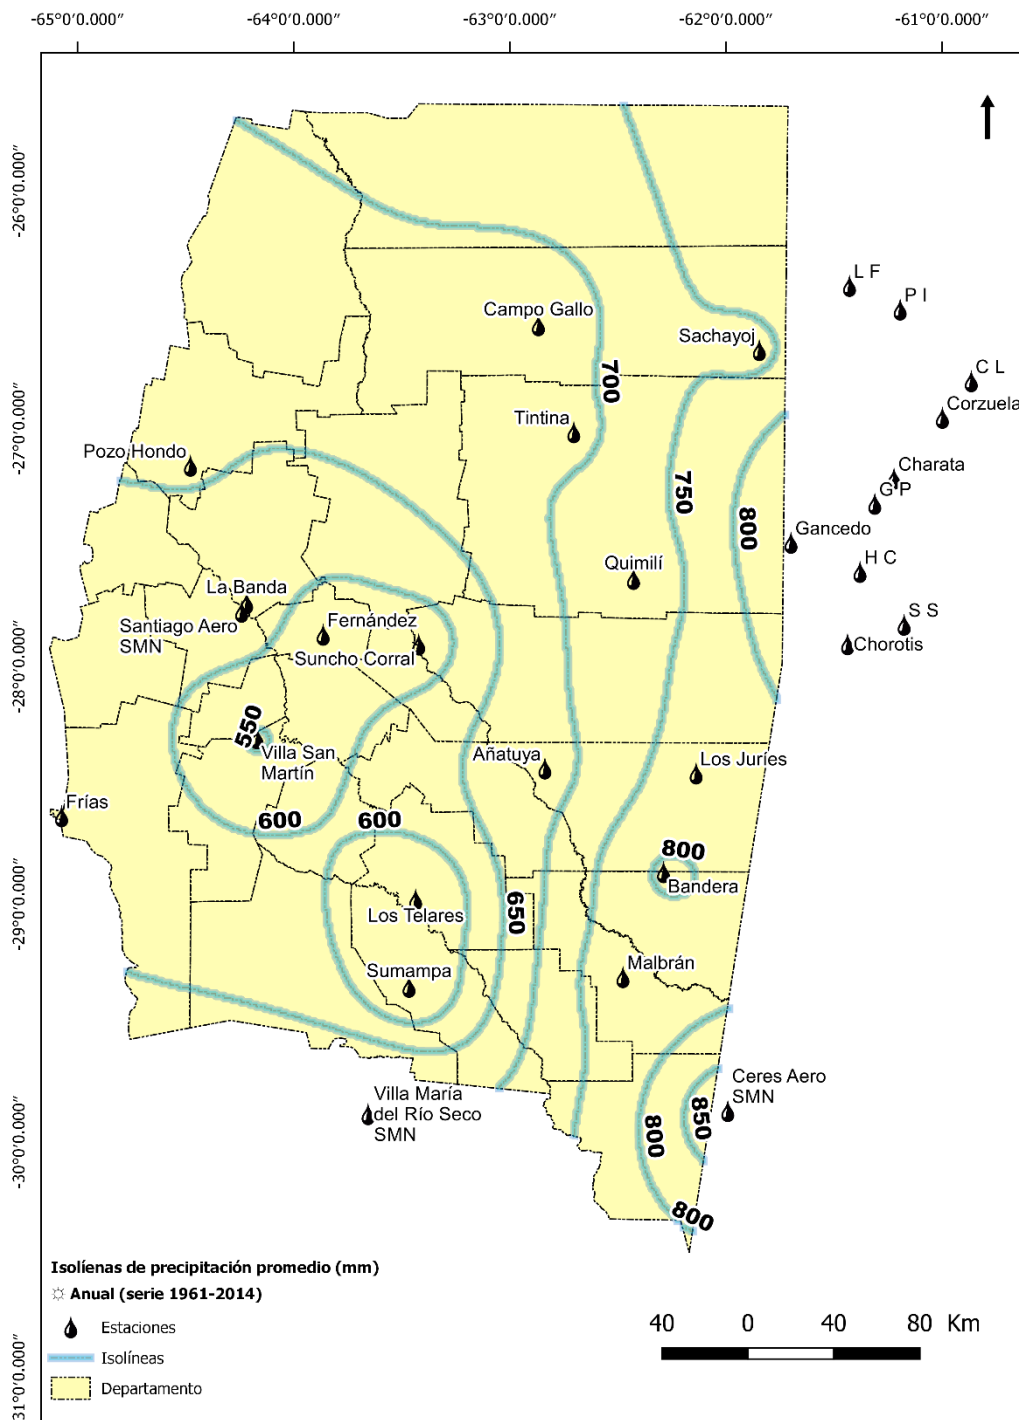 -65°0′0.000″
-64°0′0.000″
-63°0′0.000″
-62°0′0.000″
-61°0′0.000″
-26°0′0.000″
-27°0′0.000″
-28°0′0.000″
-29°0′0.000″
-30°0′0.000″
31°0′0.000″
L F
P I
Campo Gallo
Sachayoj
C L
700
Corzuela
Tintina
Pozo Hondo
Charata
G P
750
800
Gancedo
Quimilí
H C
La Banda
S S
Fernández
Santiago Aero
SMN
Chorotis
Suncho Corral
550
Villa San
Martín
Añatuya
Los Juríes
Frías
600
600
800
Bandera
650
Los Telares
Malbrán
Sumampa
Ceres Aero
SMN
Villa María
del Río Seco
SMN
850
800
800
Isolíenas de precipitación promedio (mm)
Anual (serie 1961-2014)
Estaciones
Isolíneas
Departamento
40 0 40 80 Km